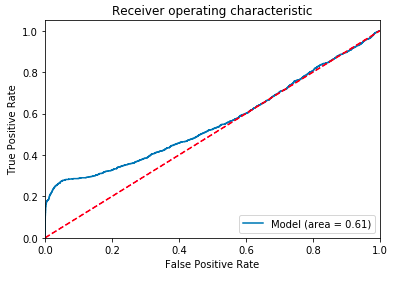 Receiver operating characteristic
True Positive Rate
1.0
0.8
0.6
0.4
0.2
0.0
Model (area = 0.61)
0.0 0.2 0.4 0.6 0.8 1.0
False Positive Rate